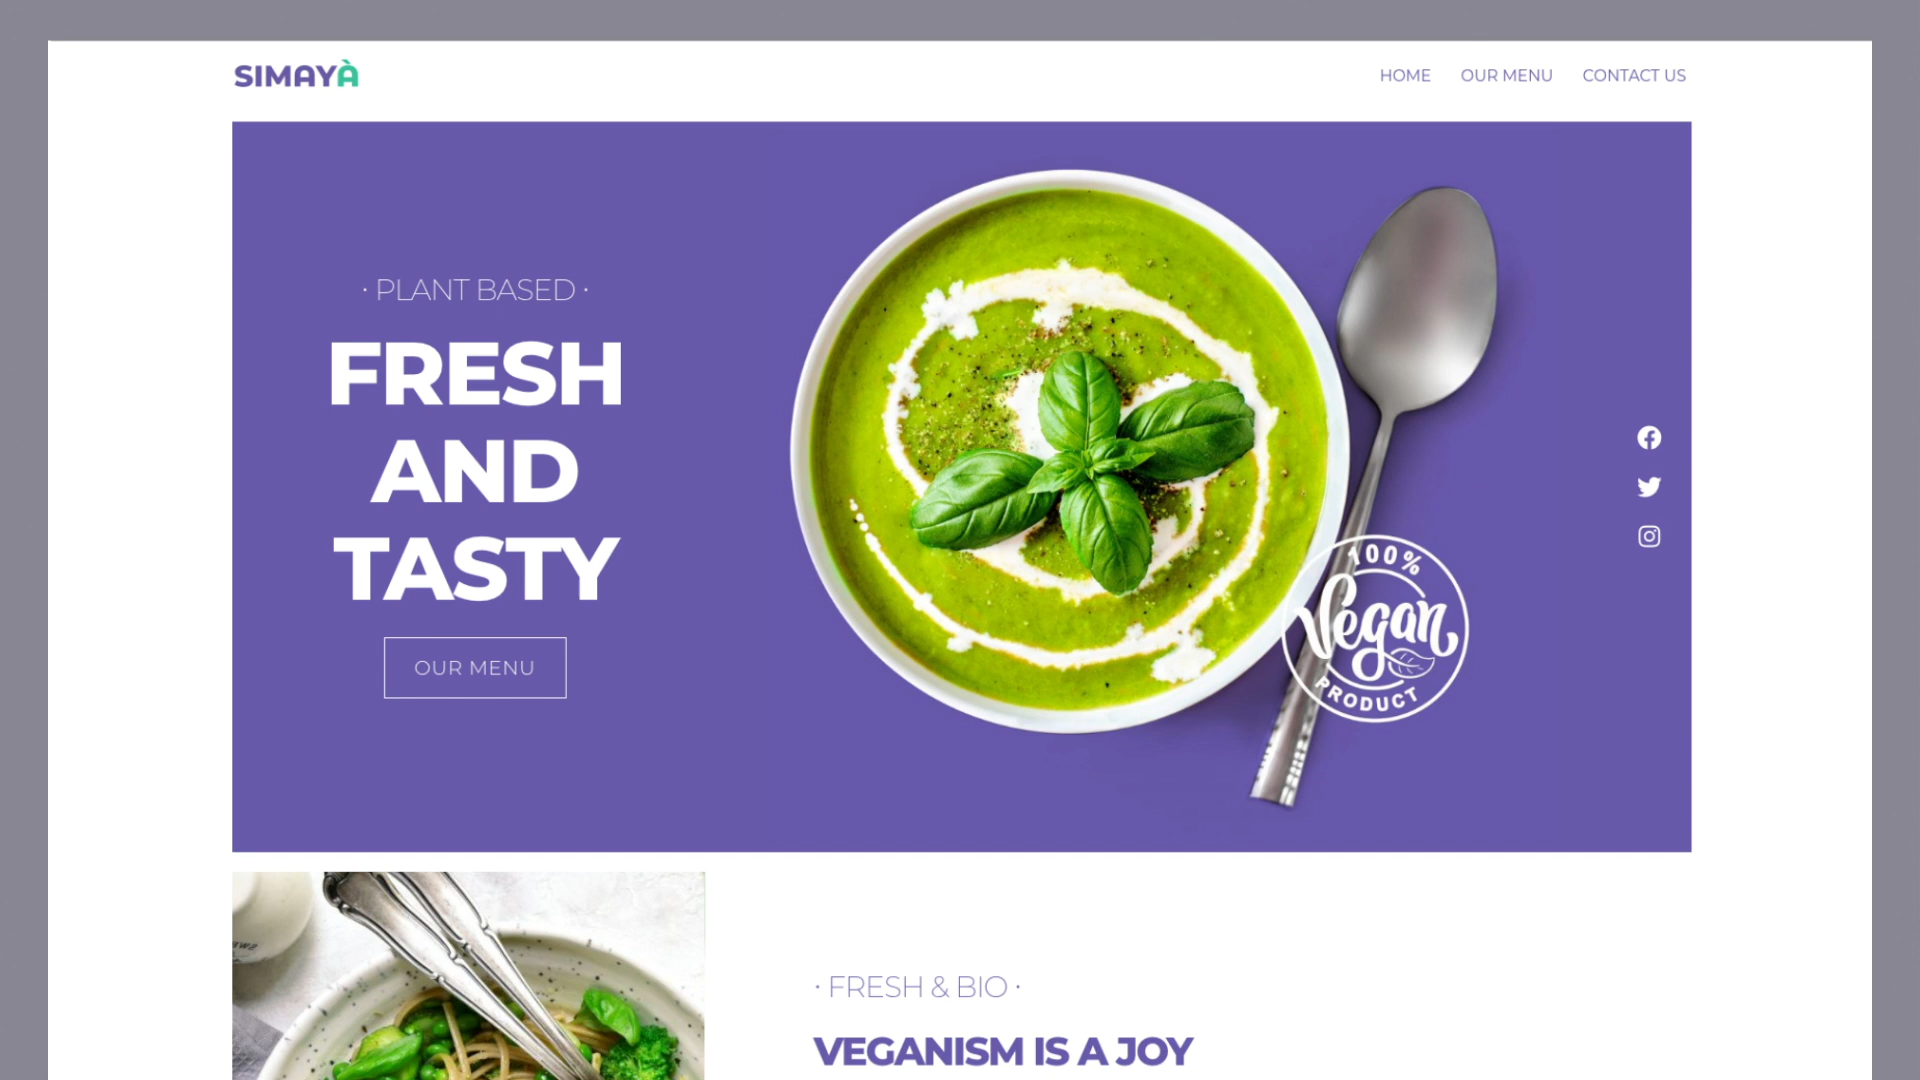 SIMAYÀ
HOME OUR MENU CONTACT US
· PLANT BASED ·
FRESH
AND
TASTY
OUR MENU
100%
Vegan
PRODUCT
· FRESH & BIO ·
VEGANISM IS A JOY